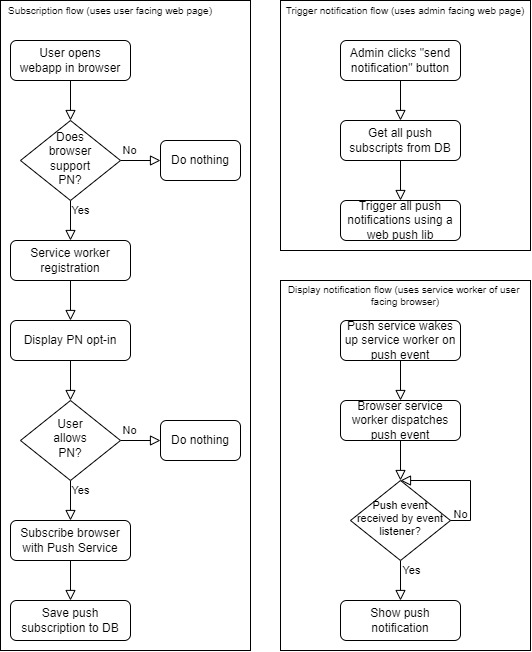 Subscription flow (uses user facing web page)
User opens
webapp in browser
Does
browser
support
PN?
No
Do nothing
Yes
Service worker
registration
Display PN opt-in
User
allows
PN?
No
Do nothing
Yes
Subscribe browser
with Push Service
Save push
subscription to DB
Trigger notification flow (uses admin facing web page)
Admin clicks "send
notification" button
Get all push
subscripts from DB
Trigger all push
notifications using a
web push lib
Display notification flow (uses service worker of user
facing browser)
Push service wakes
up service worker on
push event
Browser service
worker dispatches
push event
Push event
received by event
listener?
No
Yes
Show push
notification